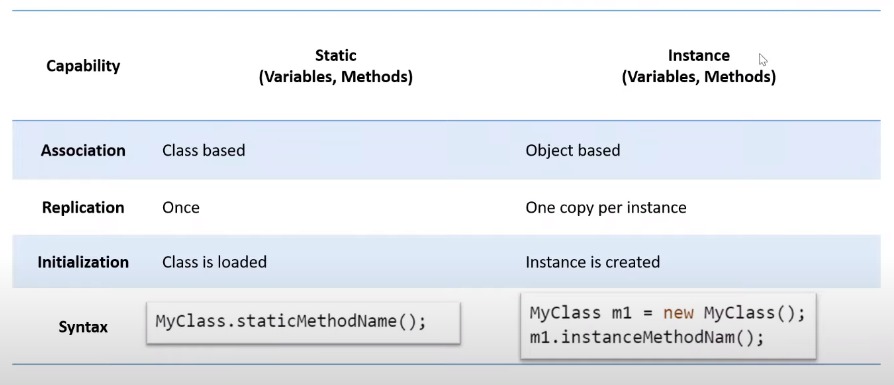 Capability
Static
(Variables, Methods)
Instance
(Variables, Methods)
Association Class based Object based
Replication Once One copy per instance
Initialization Class is loaded Instance is created
Syntax
MyClass.staticMethodName();
MyClass m1 = new MyClass();
m1.instanceMethodNam();